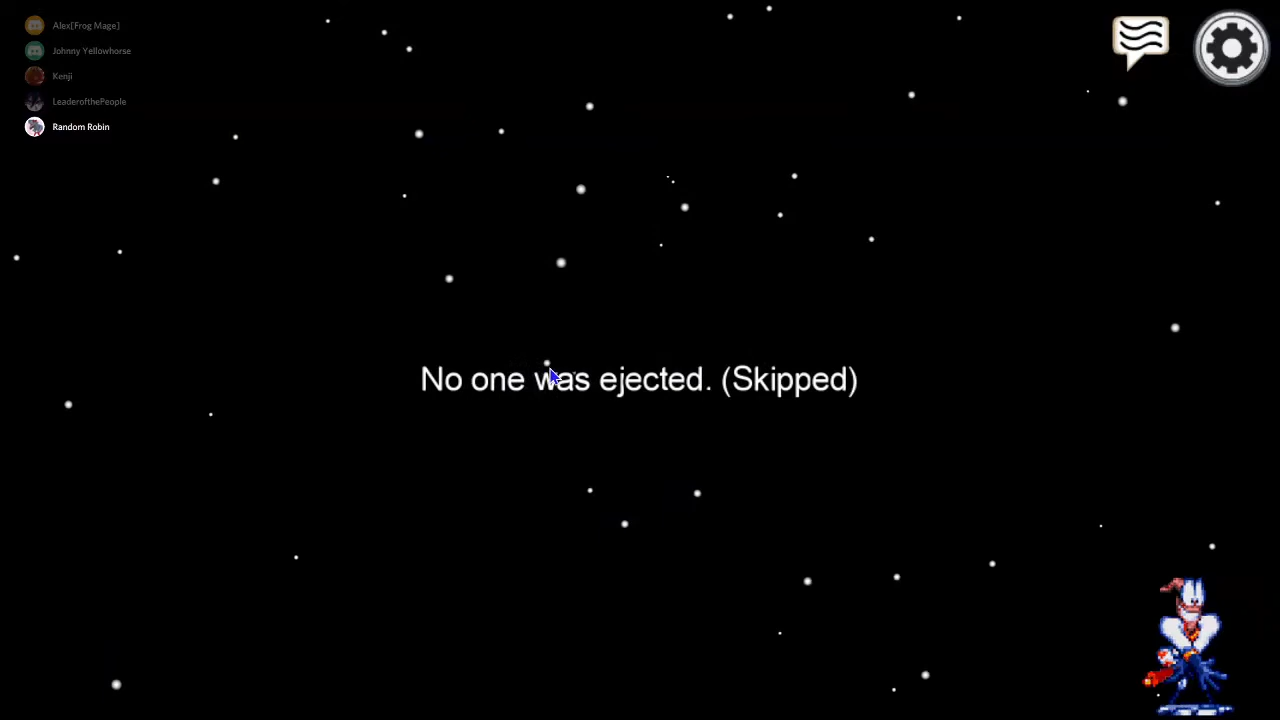 Alex[Frog Mage]
Johnny Yellowhorse
Kenji
LeaderofthePeople
Random Robin
No one was ejected. (Skipped)